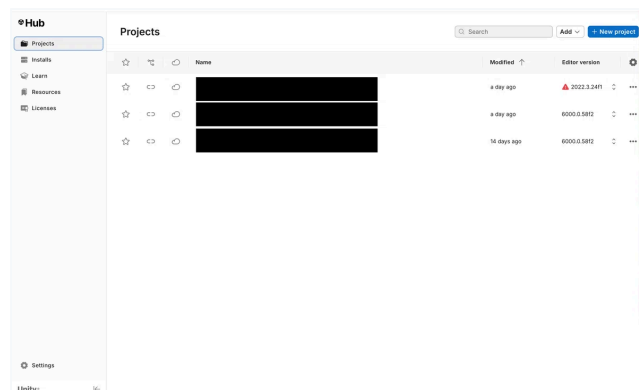 Hub
Projects
Installs
Learn
Resources
Licenses
Settings
Projects
Search
Add
+ New project
Name
Modified ↑
Editor version
a day ago
2022.3.24f1
a day ago
6000.0.58f2
14 days ago
6000.0.58f2